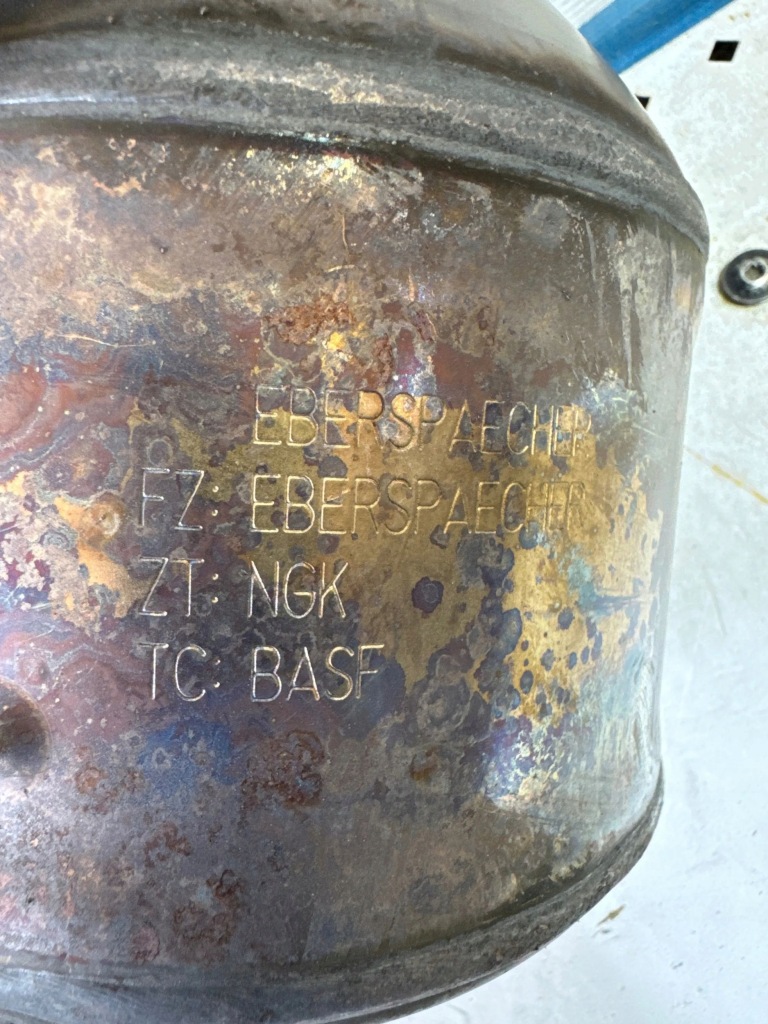 EBERSPAECHER
FZ: EBERSPAECHER
ZT: NGK
TC: BASF